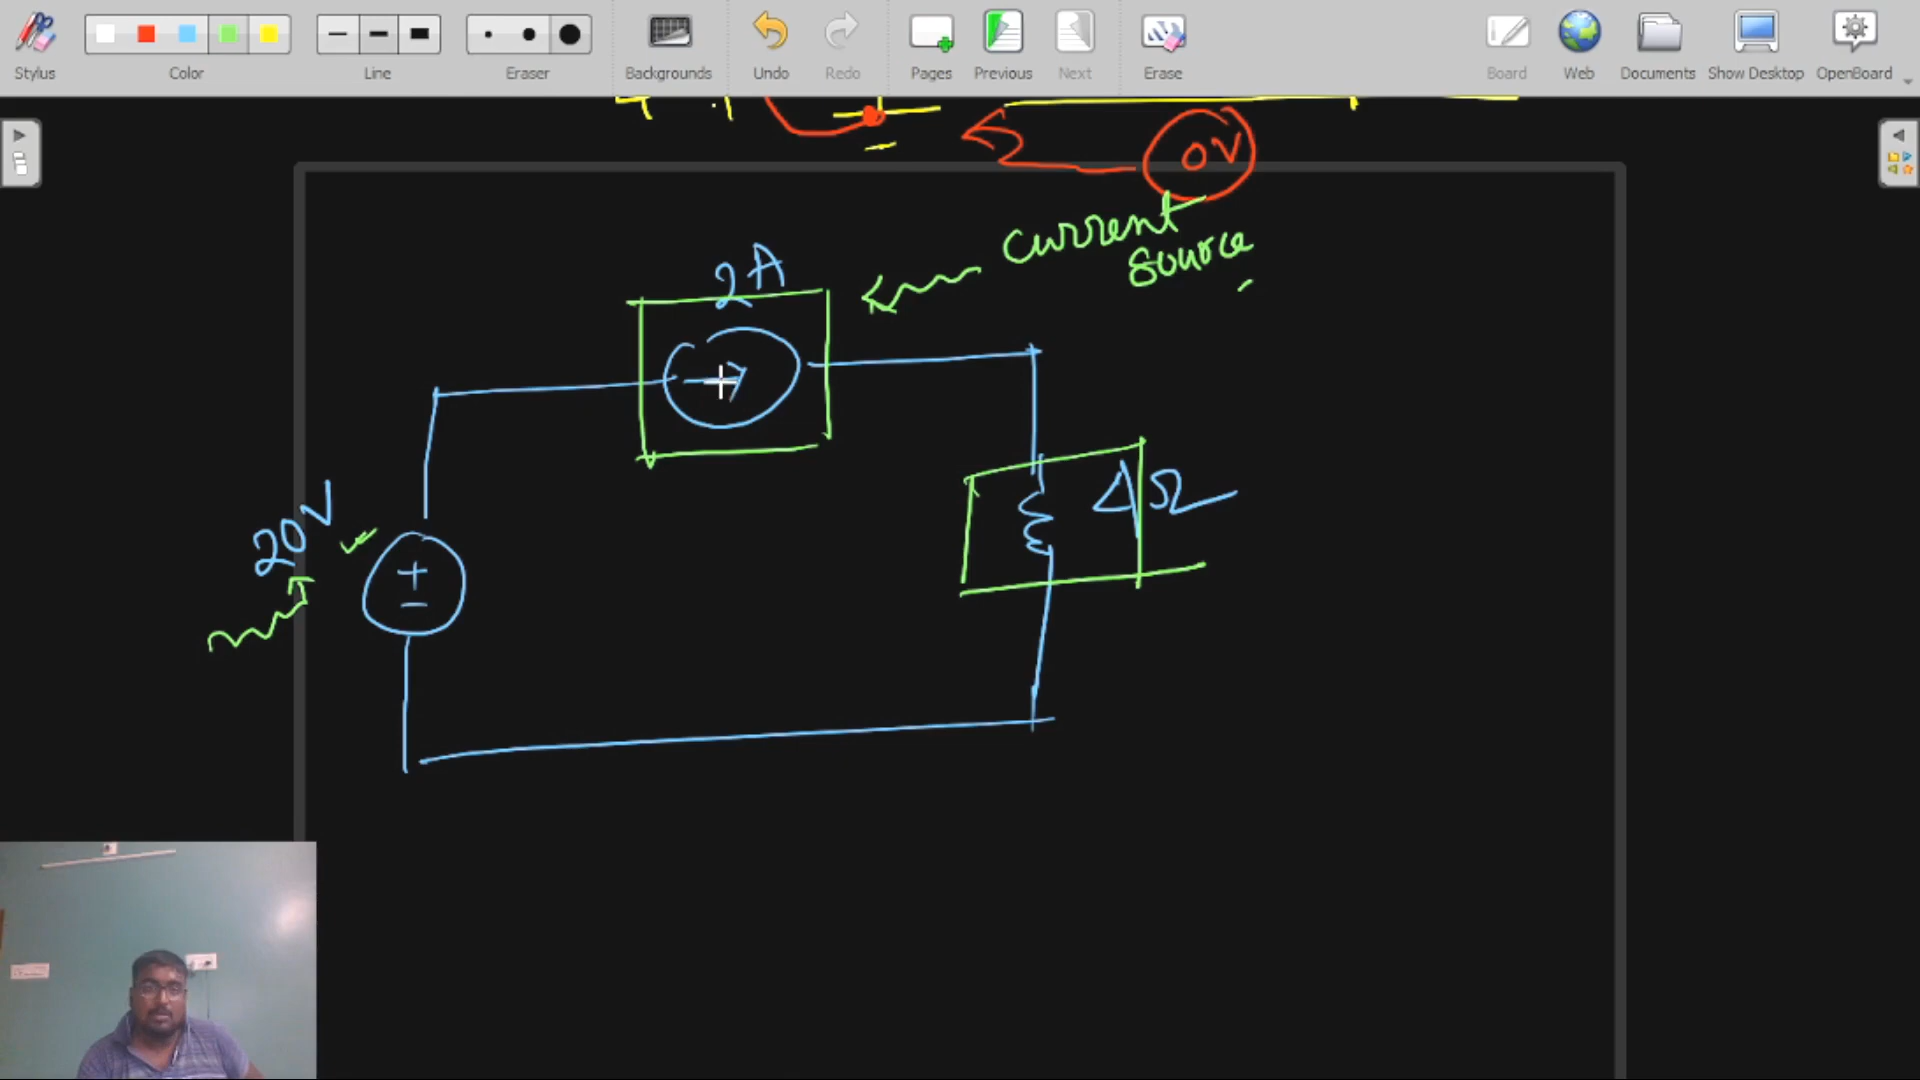 Stylus
Color
Line
Eraser
Backgrounds
Undo
Redo
Pages
Previous
Next
Erase
Board
Web
Documents
Show Desktop
OpenBoard
0V
current
source
2A
20V
+
−
4Ω